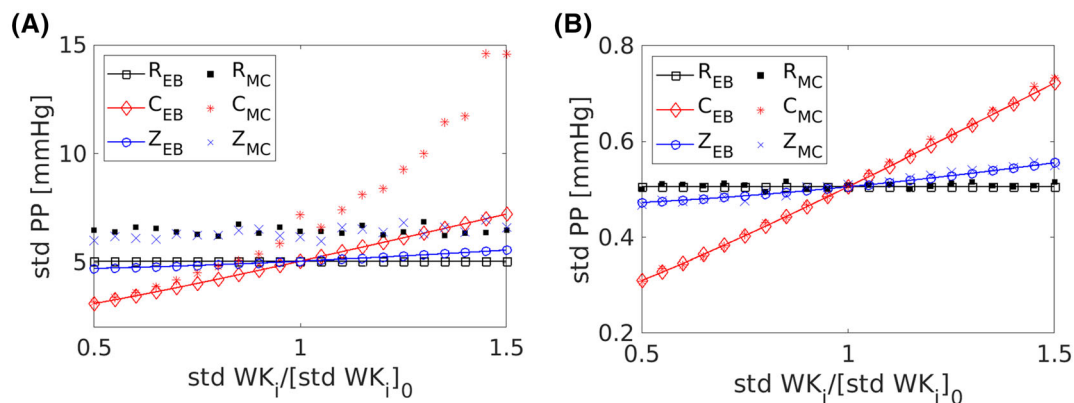 (A)
15
10
5
std PP [mmHg]
R_EB R_MC
C_EB C_MC
Z_EB Z_MC
0.5 1 1.5
std WK_i/[std WK_i]_0
(B)
0.8
0.6
0.4
0.2
std PP [mmHg]
R_EB R_MC
C_EB C_MC
Z_EB Z_MC
0.5 1 1.5
std WK_i/[std WK_i]_0